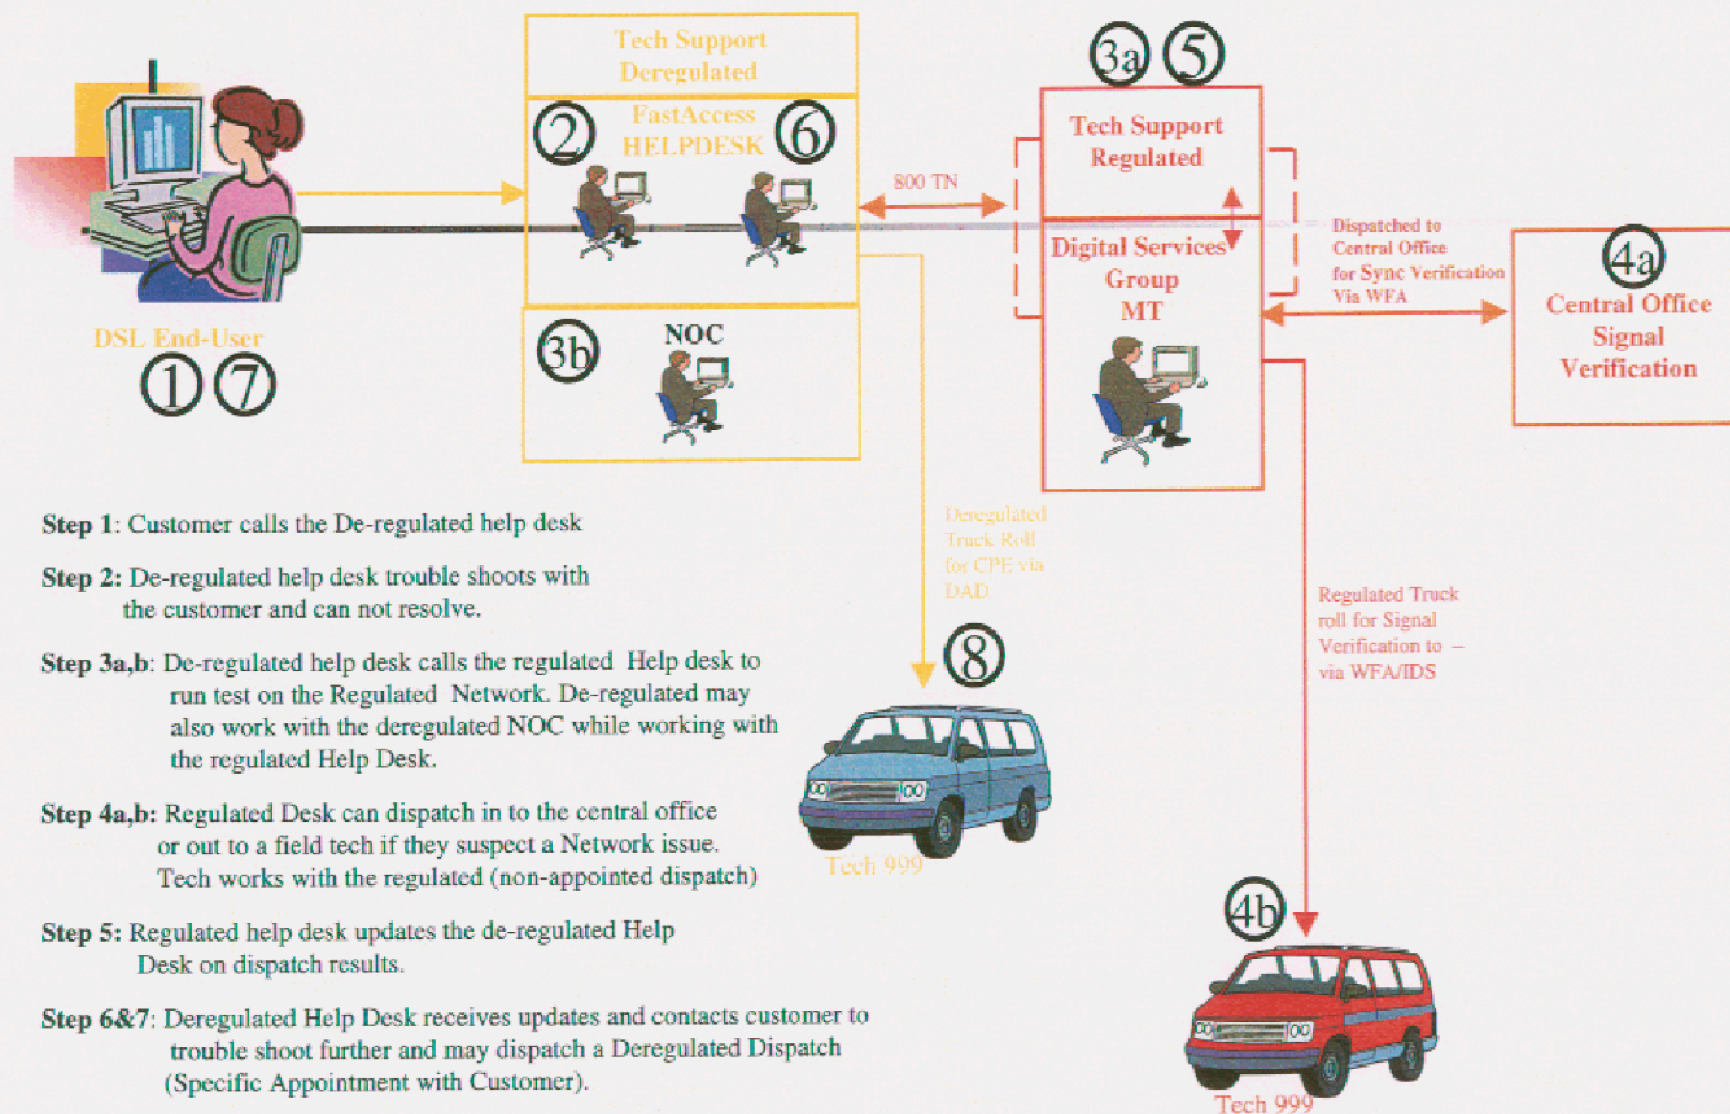 Tech Support
Deregulated
FastAccess
HELPDESK
2
6
3a
5
Tech Support
Regulated
800 TN
Digital Services
Group
MT
Dispatched to
Central Office
for Sync Verification
Via WFA
4a
Central Office
Signal
Verification
DSL End-User
1
7
3b
NOC
Deregulated
Truck Roll
for CPE via
DAD
8
Tech 999
Regulated Truck
roll for Signal
Verification to –
via WFA/IDS
4b
Tech 999
Step 1: Customer calls the De-regulated help desk
Step 2: De-regulated help desk trouble shoots with
the customer and can not resolve.
Step 3a,b: De-regulated help desk calls the regulated Help desk to
run test on the Regulated Network. De-regulated may
also work with the deregulated NOC while working with
the regulated Help Desk.
Step 4a,b: Regulated Desk can dispatch in to the central office
or out to a field tech if they suspect a Network issue.
Tech works with the regulated (non-appointed dispatch)
Step 5: Regulated help desk updates the de-regulated Help
Desk on dispatch results.
Step 6&7: Deregulated Help Desk receives updates and contacts customer to
trouble shoot further and may dispatch a Deregulated Dispatch
(Specific Appointment with Customer).